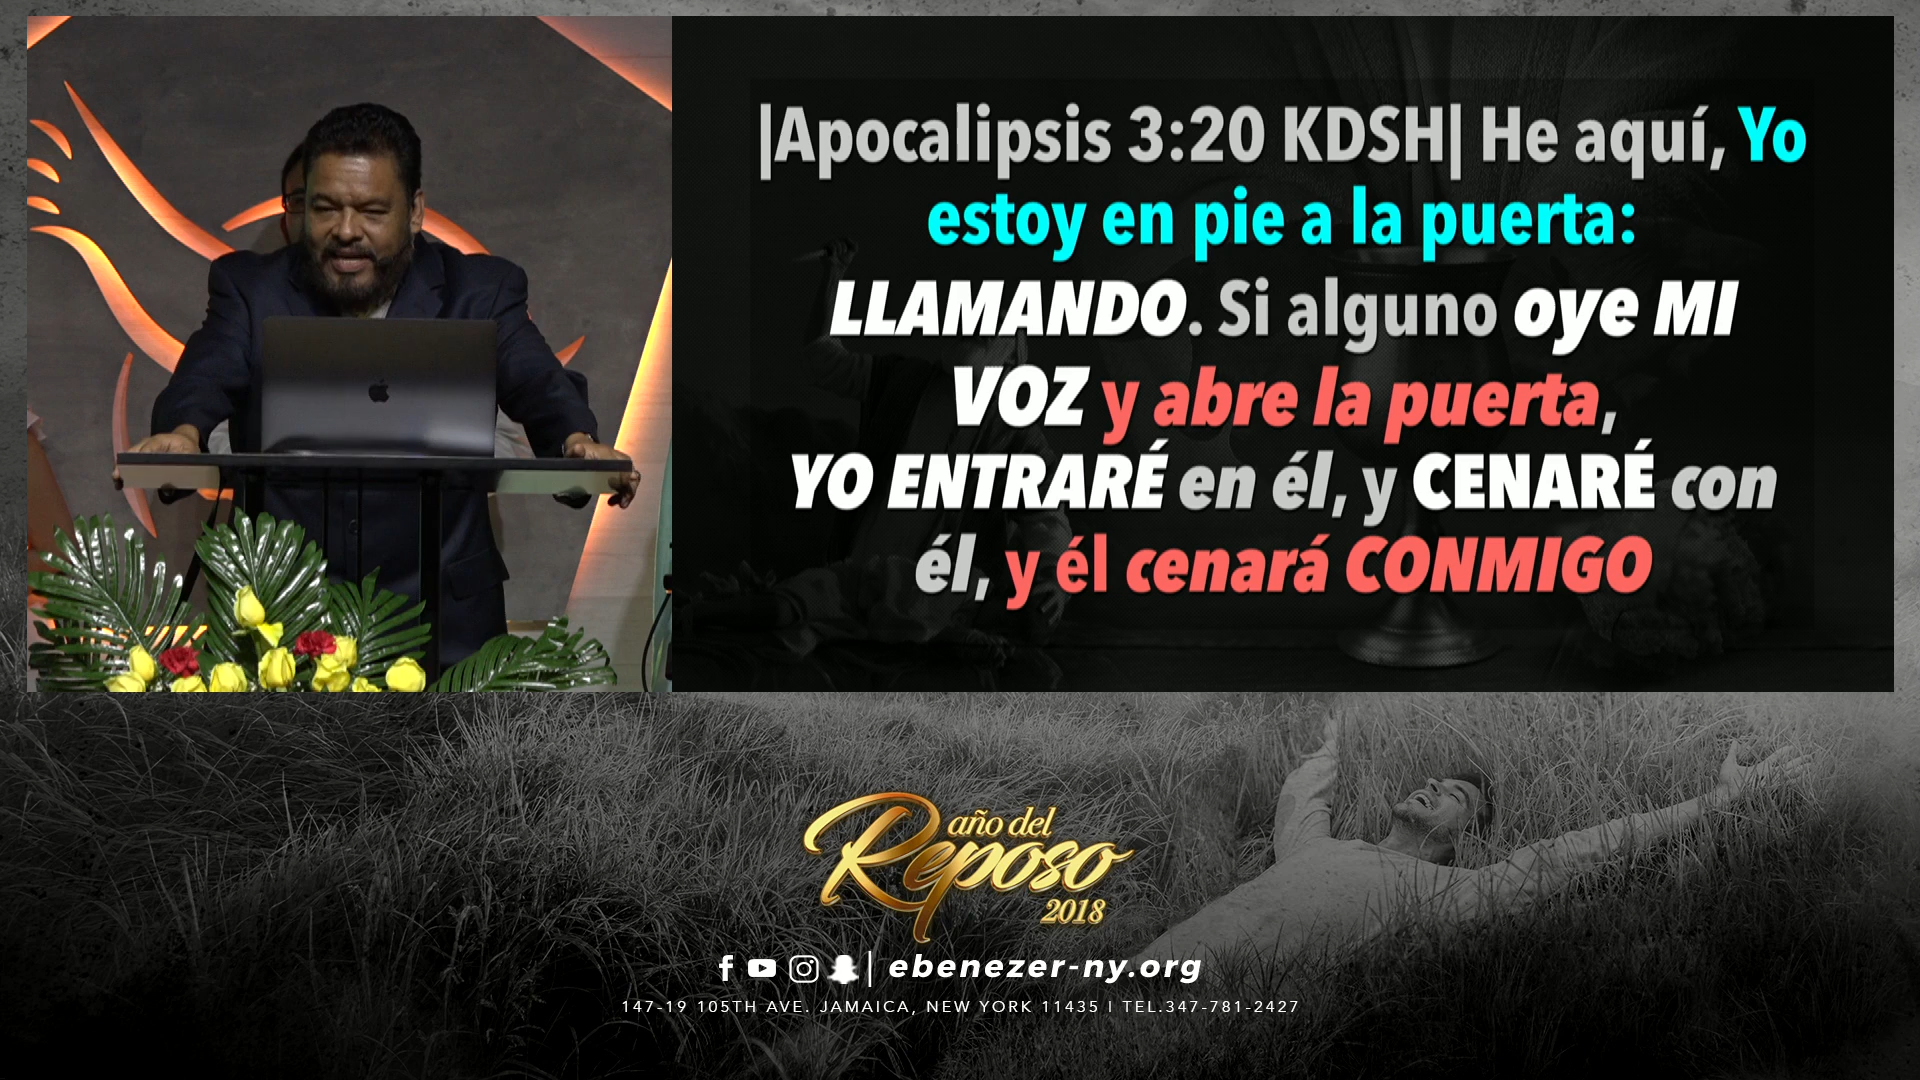 |Apocalipsis 3:20 KDSH| He aquí, Yo
estoy en pie a la puerta:
LLAMANDO. Si alguno oye MI
VOZ y abre la puerta,
YO ENTRARÉ en él, y CENARÉ con
él, y él cenará CONMIGO
año del
Reposo
2018
| ebenezer-ny.org
147-19 105TH AVE. JAMAICA, NEW YORK 11435 | TEL.347-781-2427